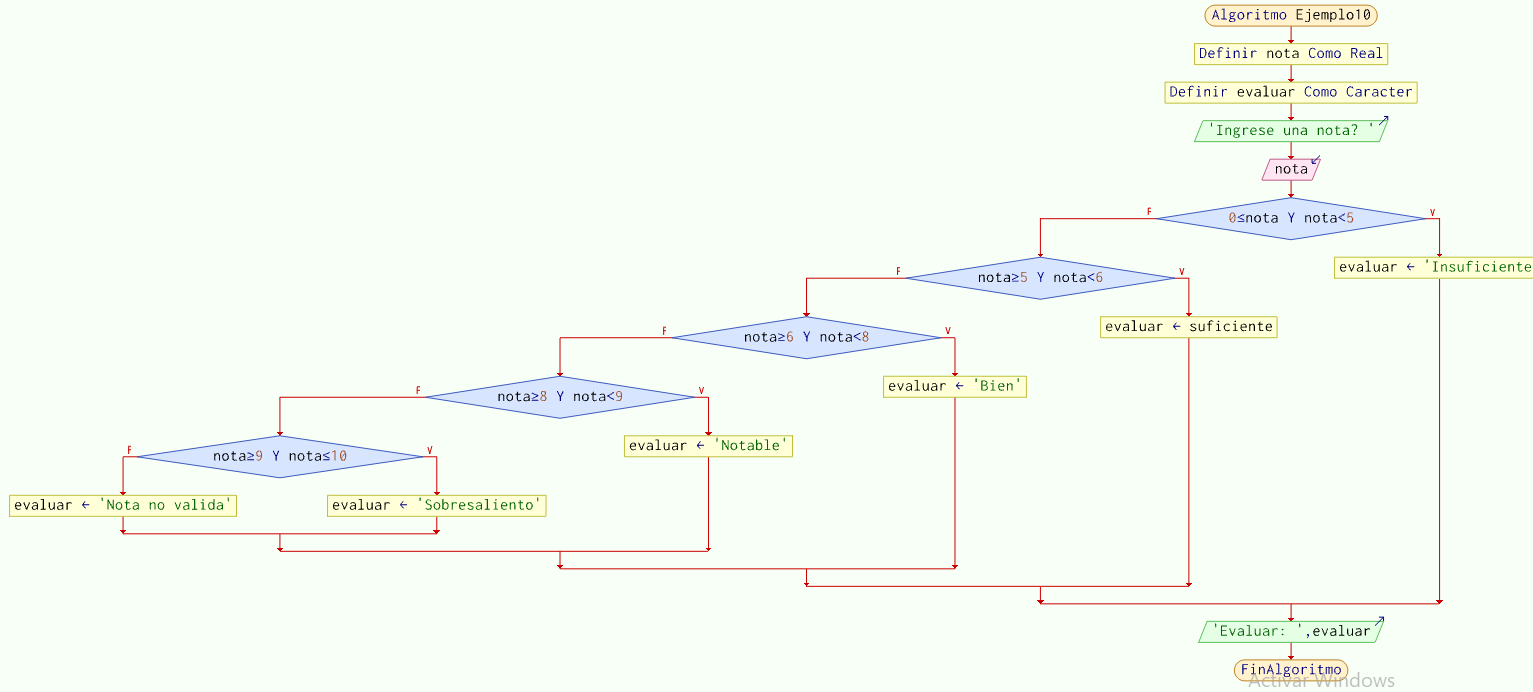 Algoritmo Ejemplo10
Definir nota Como Real
Definir evaluar Como Caracter
'Ingrese una nota? '
nota
0≤nota Y nota<5
F
V
evaluar ← 'Insuficiente
nota≥5 Y nota<6
F
V
evaluar ← suficiente
nota≥6 Y nota<8
F
V
evaluar ← 'Bien'
nota≥8 Y nota<9
F
V
evaluar ← 'Notable'
nota≥9 Y nota≤10
F
V
evaluar ← 'Nota no valida'
evaluar ← 'Sobresaliento'
'Evaluar: ',evaluar
FinAlgoritmo
Activar Windows